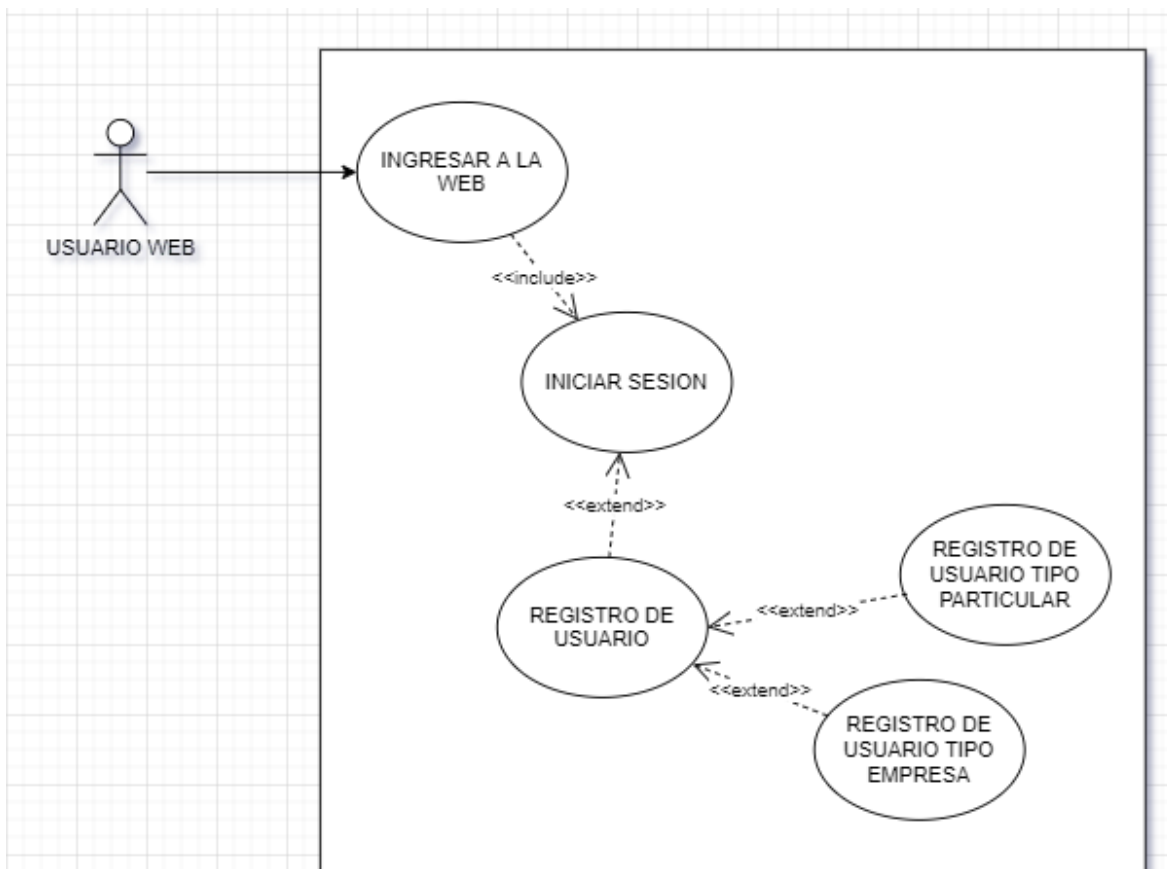 INGRESAR A LA
WEB
USUARIO WEB
<<include>>
INICIAR SESION
<<extend>>
REGISTRO DE
USUARIO
<<extend>>
REGISTRO DE
USUARIO TIPO
PARTICULAR
<<extend>>
REGISTRO DE
USUARIO TIPO
EMPRESA